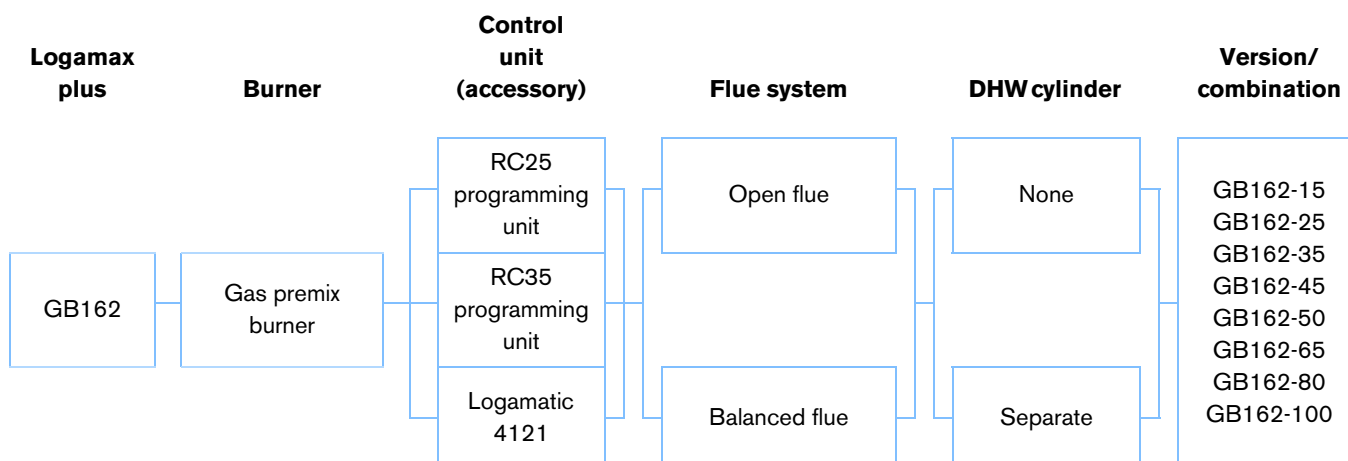 Logamax
plus
Burner
Control
unit
(accessory)
Flue system
DHW cylinder
Version/
combination
GB162
Gas premix
burner
RC25
programming
unit
RC35
programming
unit
Logamatic
4121
Open flue
Balanced flue
None
Separate
GB162-15
GB162-25
GB162-35
GB162-45
GB162-50
GB162-65
GB162-80
GB162-100